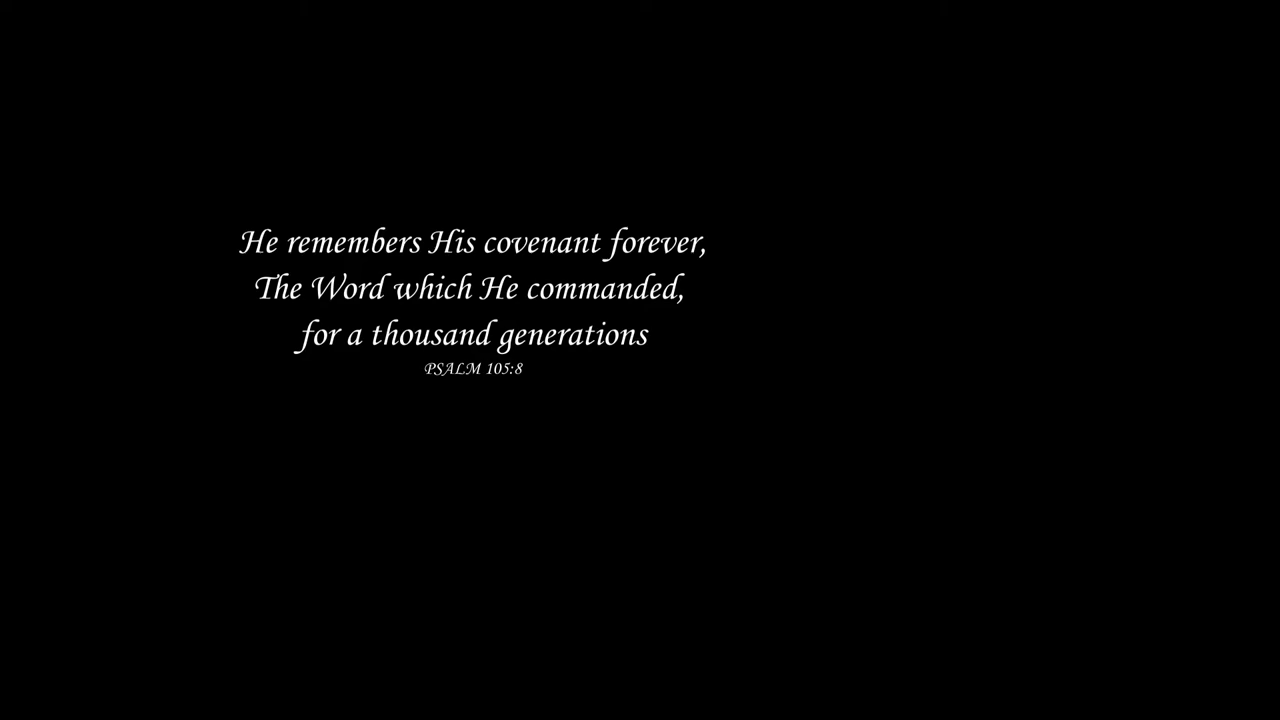 He remembers His covenant forever,
The Word which He commanded,
for a thousand generations
PSALM 105:8